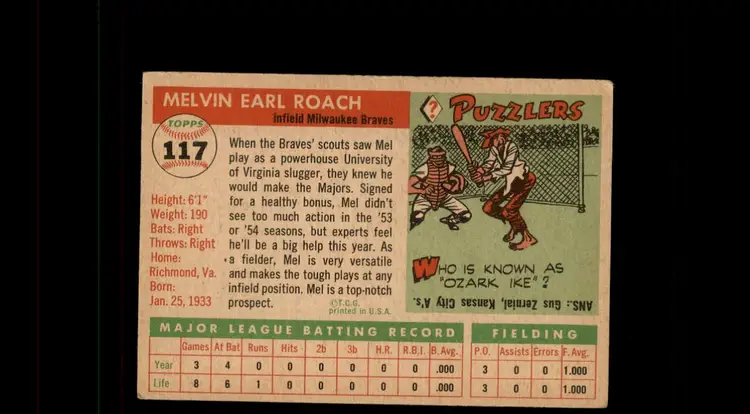 MELVIN EARL ROACH
Infield Milwaukee Braves
TOPPS
117
Height: 6'1"
Weight: 190
Bats: Right
Throws: Right
Home:
Richmond, Va.
Born:
Jan. 25, 1933
When the Braves' scouts saw Mel
play as a powerhouse University
of Virginia slugger, they knew he
would make the Majors. Signed
for a healthy bonus, Mel didn't
see too much action in the '53
or '54 seasons, but experts feel
he'll be a big help this year. As
a fielder, Mel is very versatile
and makes the tough plays at any
infield position. Mel is a top-notch
prospect.
©T.C.G.
printed in U.S.A.
? PUZZLERS
WHO IS KNOWN AS
"OZARK IKE"?
ANS.: Gus Zernial, Kansas City A's.
MAJOR LEAGUE BATTING RECORD
Games At Bat Runs Hits 2b 3b H.R. R.B.I. B. Avg.
Year 3 4 0 0 0 0 0 0 .000
Life 8 6 1 0 0 0 0 0 .000
FIELDING
P.O. Assists Errors F. Avg.
3 0 0 1.000
3 0 0 1.000